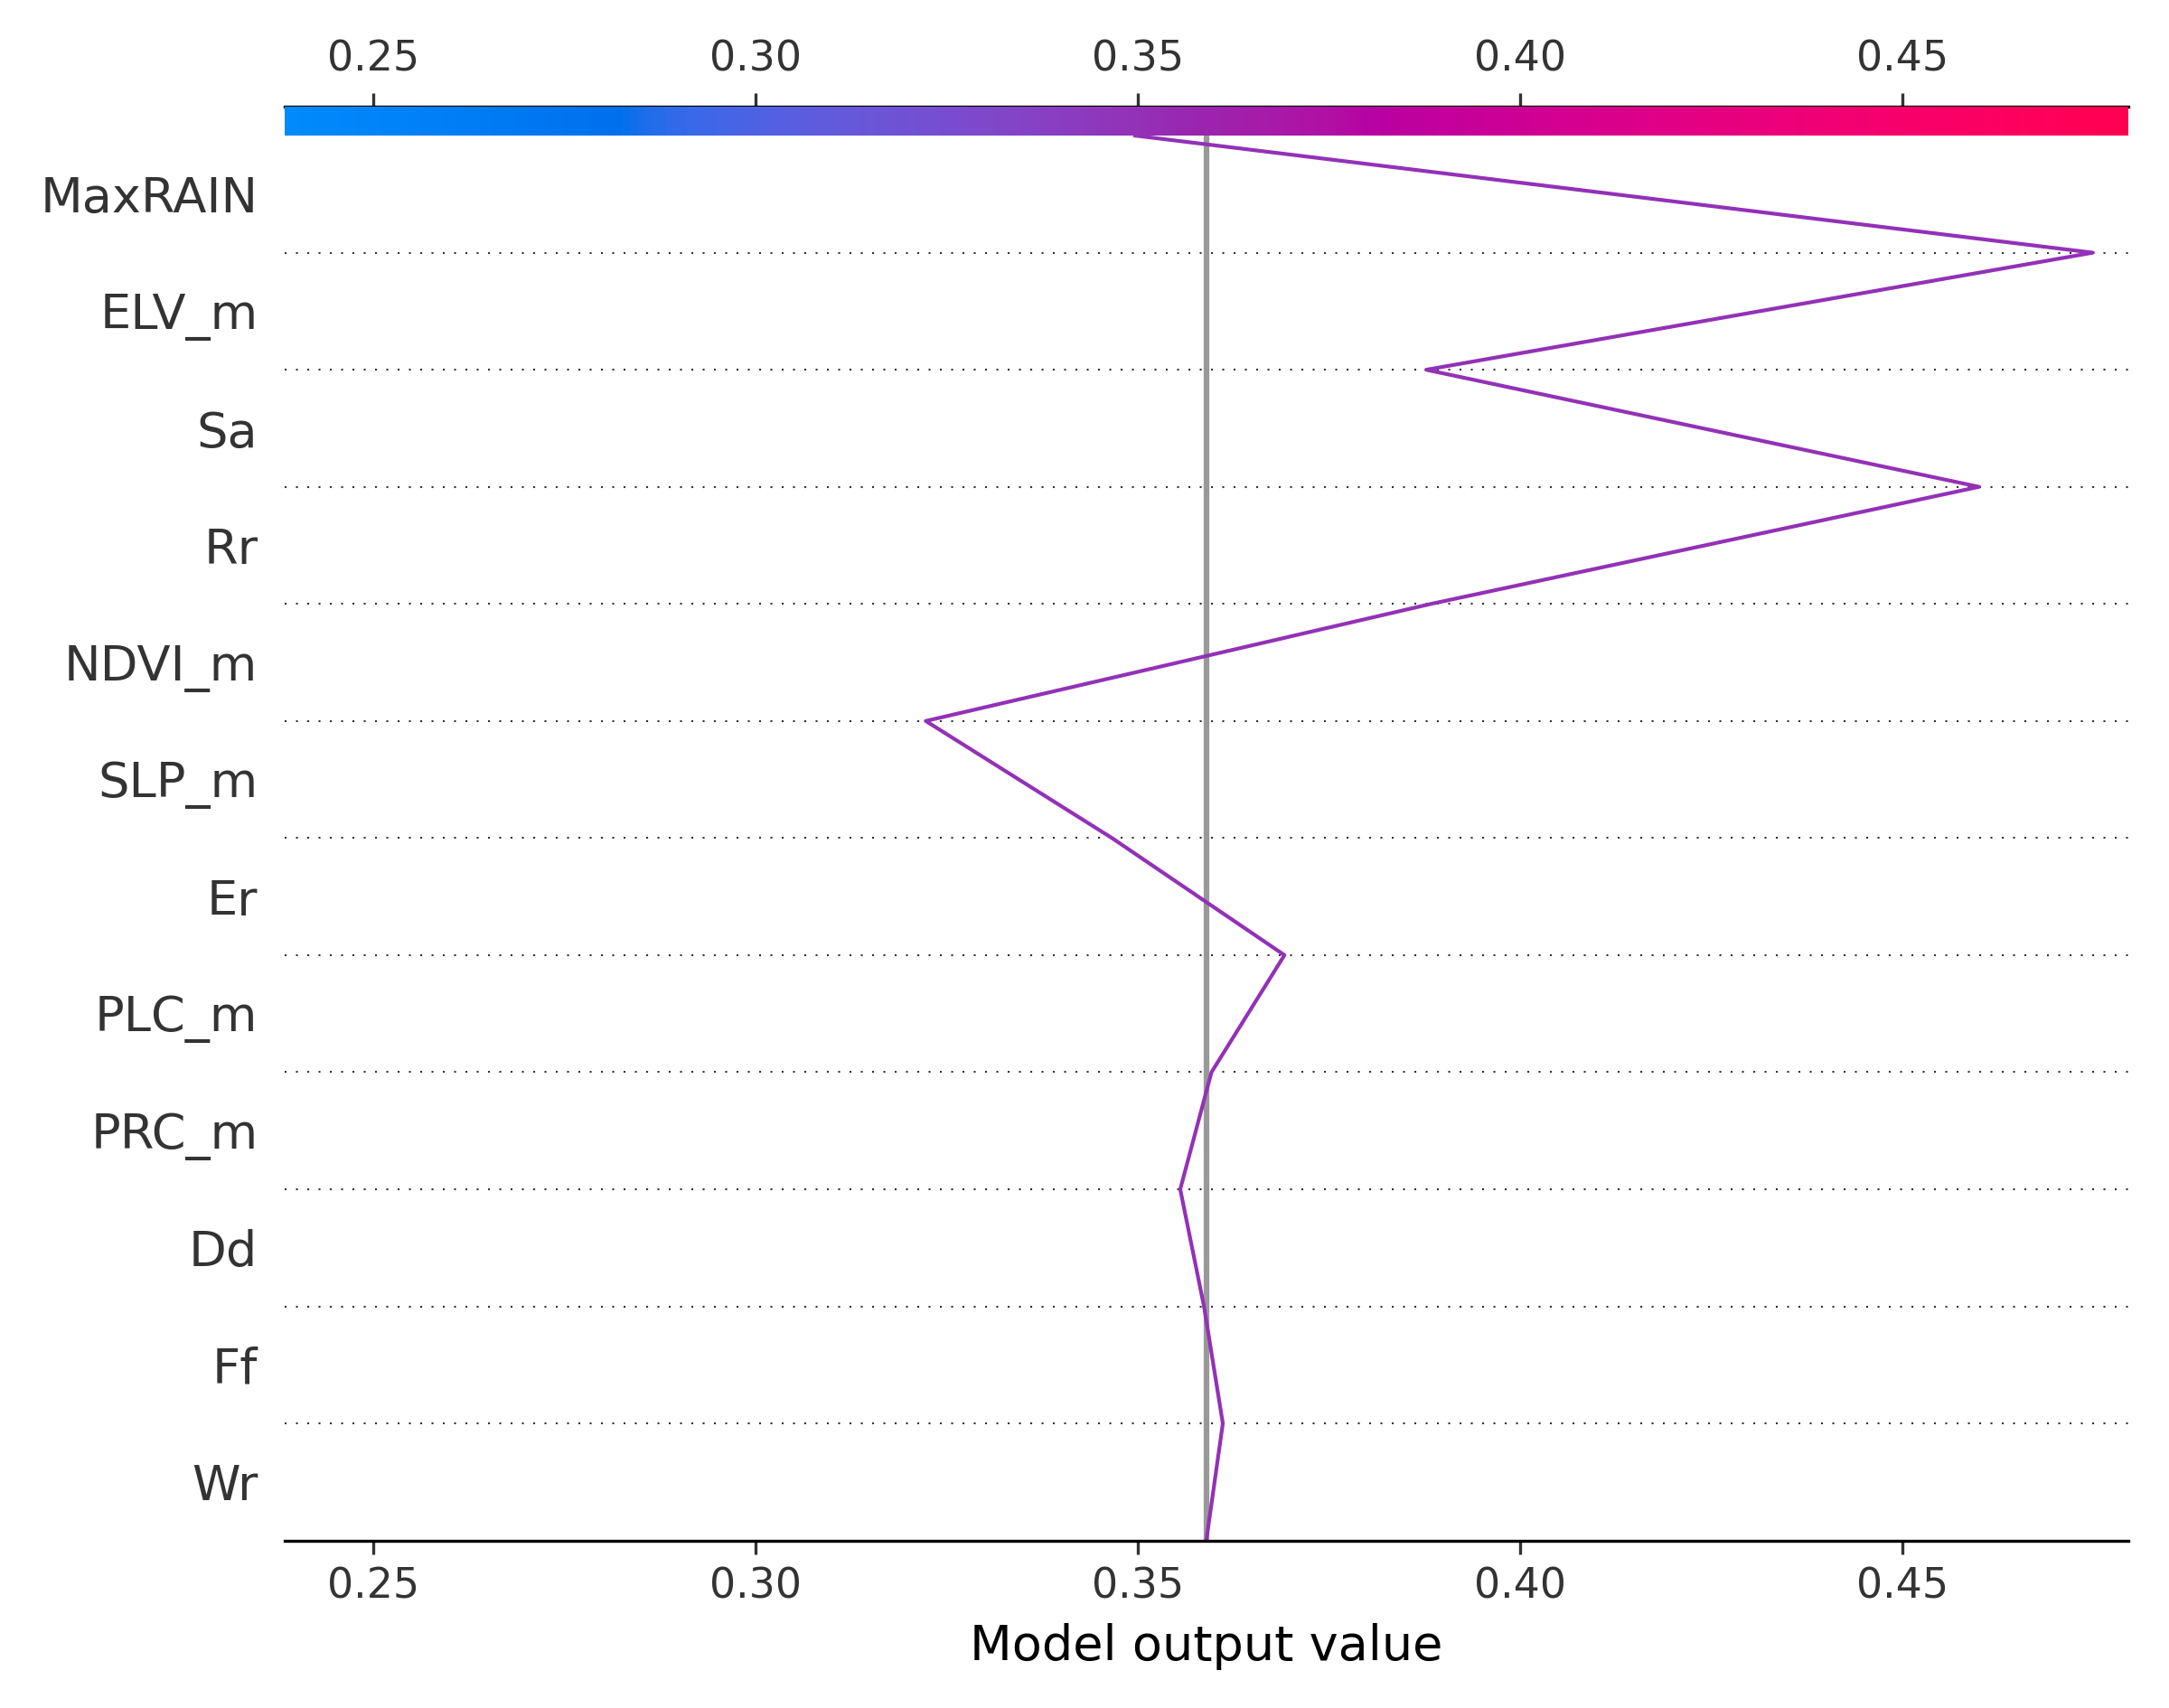 0.25 0.30 0.35 0.40 0.45
MaxRAIN
ELV_m
Sa
Rr
NDVI_m
SLP_m
Er
PLC_m
PRC_m
Dd
Ff
Wr
0.25 0.30 0.35 0.40 0.45
Model output value